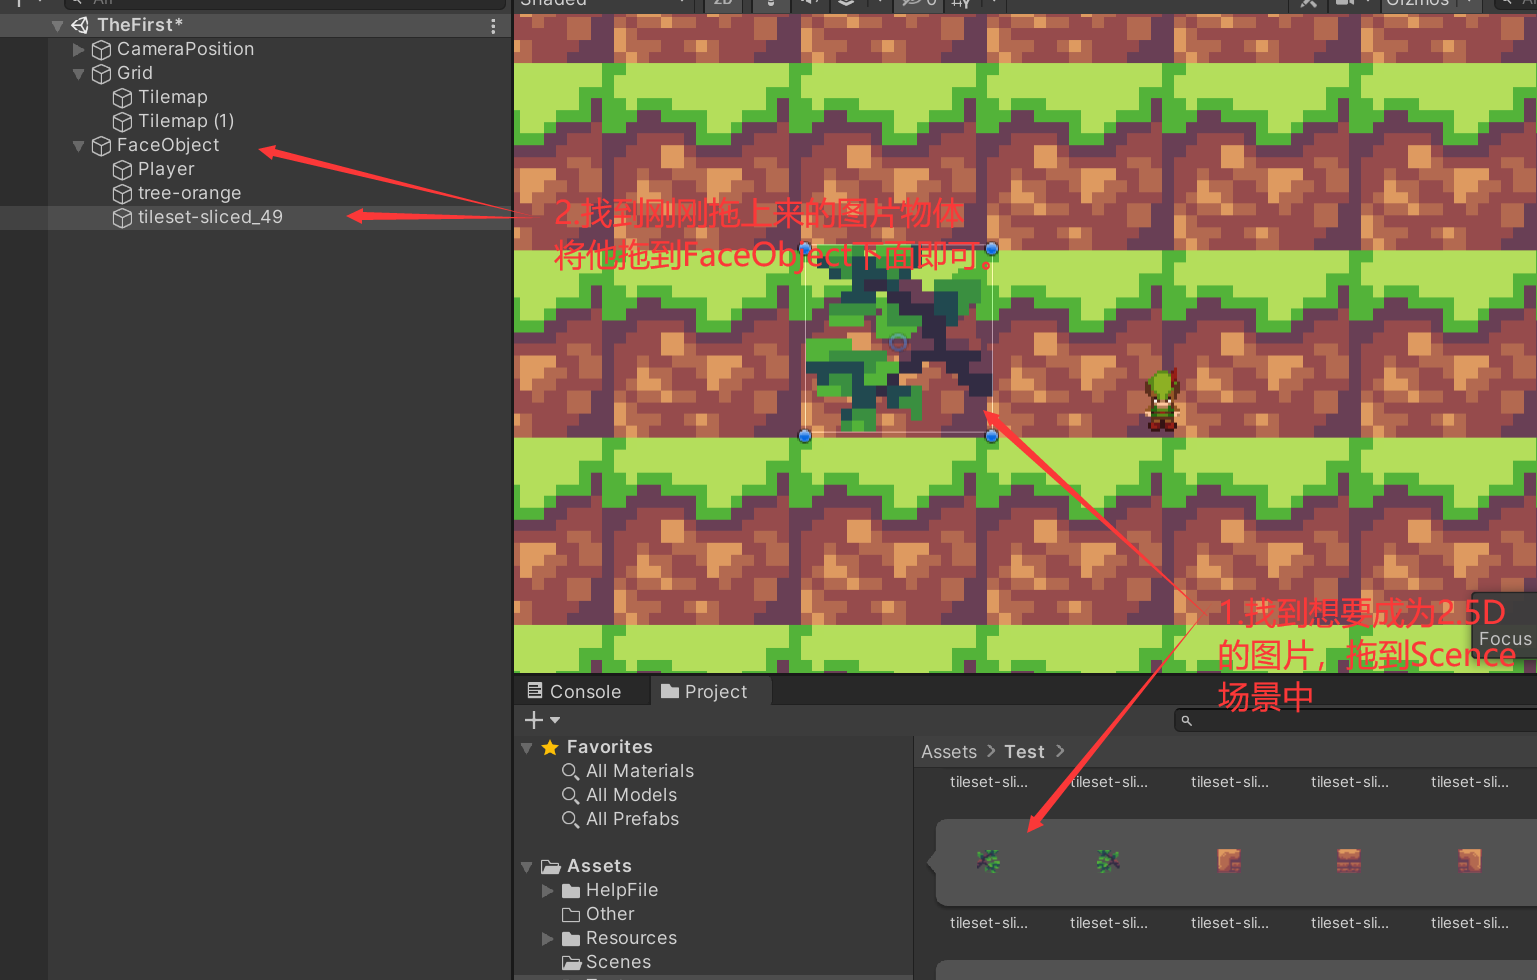 All
TheFirst*
CameraPosition
Grid
Tilemap
Tilemap (1)
FaceObject
Player
tree-orange
tileset-sliced_49
Shaded
2D
0
Gizmos
2.找到刚刚拖上来的图片物体
将他拖到FaceObject下面即可。
1.找到想要成为2.5D
的图片，拖到Scence
场景中
Focus
Console
Project
Favorites
All Materials
All Models
All Prefabs
Assets
HelpFile
Other
Resources
Scenes
Assets > Test >
tileset-sli... tileset-sli... tileset-sli... tileset-sli... tileset-sli...
tileset-sli... tileset-sli... tileset-sli... tileset-sli... tileset-sli...